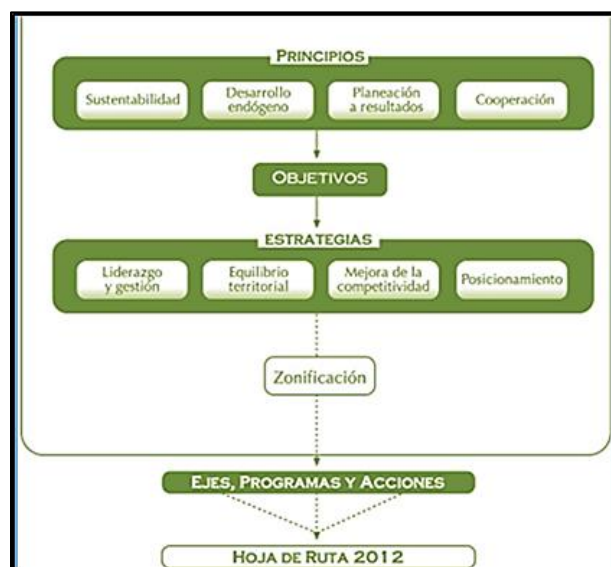 PRINCIPIOS
Sustentabilidad
Desarrollo
endógeno
Planeación
a resultados
Cooperación
OBJETIVOS
ESTRATEGIAS
Liderazgo
y gestión
Equilibrio
territorial
Mejora de la
competitividad
Posicionamiento
Zonificación
EJES, PROGRAMAS Y ACCIONES
HOJA DE RUTA 2012